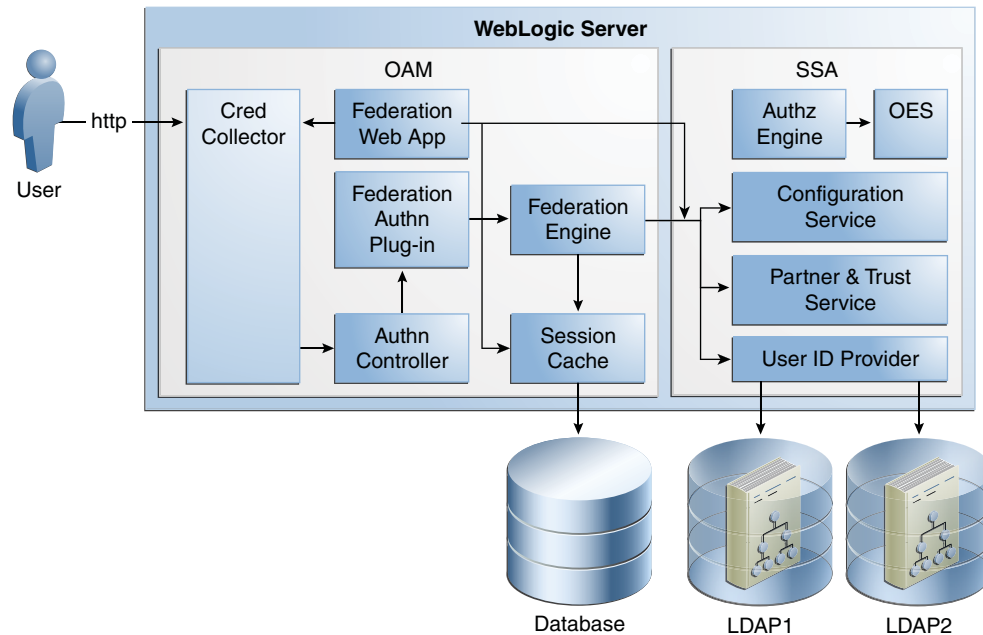 WebLogic Server
OAM
SSA
User
http
Cred
Collector
Federation
Web App
Federation
Authn
Plug-in
Authn
Controller
Federation
Engine
Session
Cache
Authz
Engine
OES
Configuration
Service
Partner & Trust
Service
User ID Provider
Database
LDAP1
LDAP2